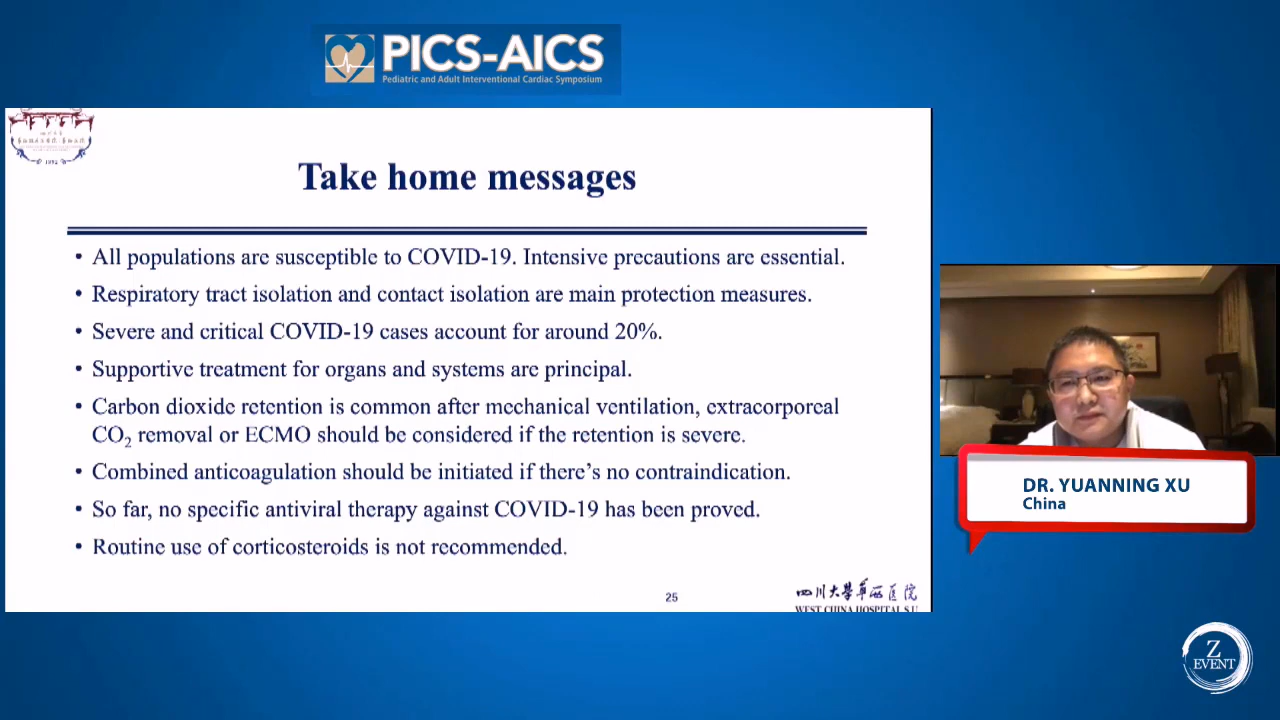 PICS-AICS
Pediatric and Adult Interventional Cardiac Symposium
Take home messages
• All populations are susceptible to COVID-19. Intensive precautions are essential.
• Respiratory tract isolation and contact isolation are main protection measures.
• Severe and critical COVID-19 cases account for around 20%.
• Supportive treatment for organs and systems are principal.
• Carbon dioxide retention is common after mechanical ventilation, extracorporeal
CO2 removal or ECMO should be considered if the retention is severe.
• Combined anticoagulation should be initiated if there’s no contraindication.
• So far, no specific antiviral therapy against COVID-19 has been proved.
• Routine use of corticosteroids is not recommended.
25
四川大學華西医院
WEST CHINA HOSPITAL S.U
DR. YUANNING XU
China
Z
EVENT